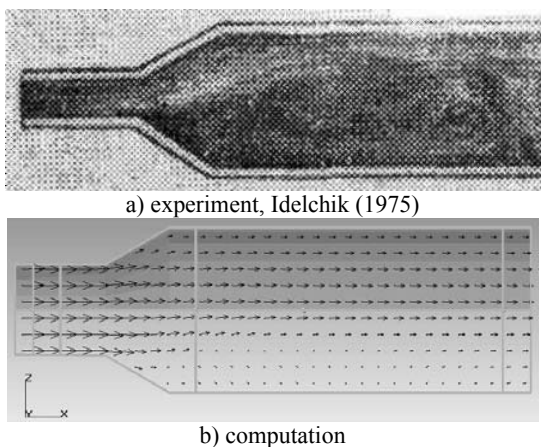 a) experiment, Idelchik (1975)
Z
Y X
b) computation